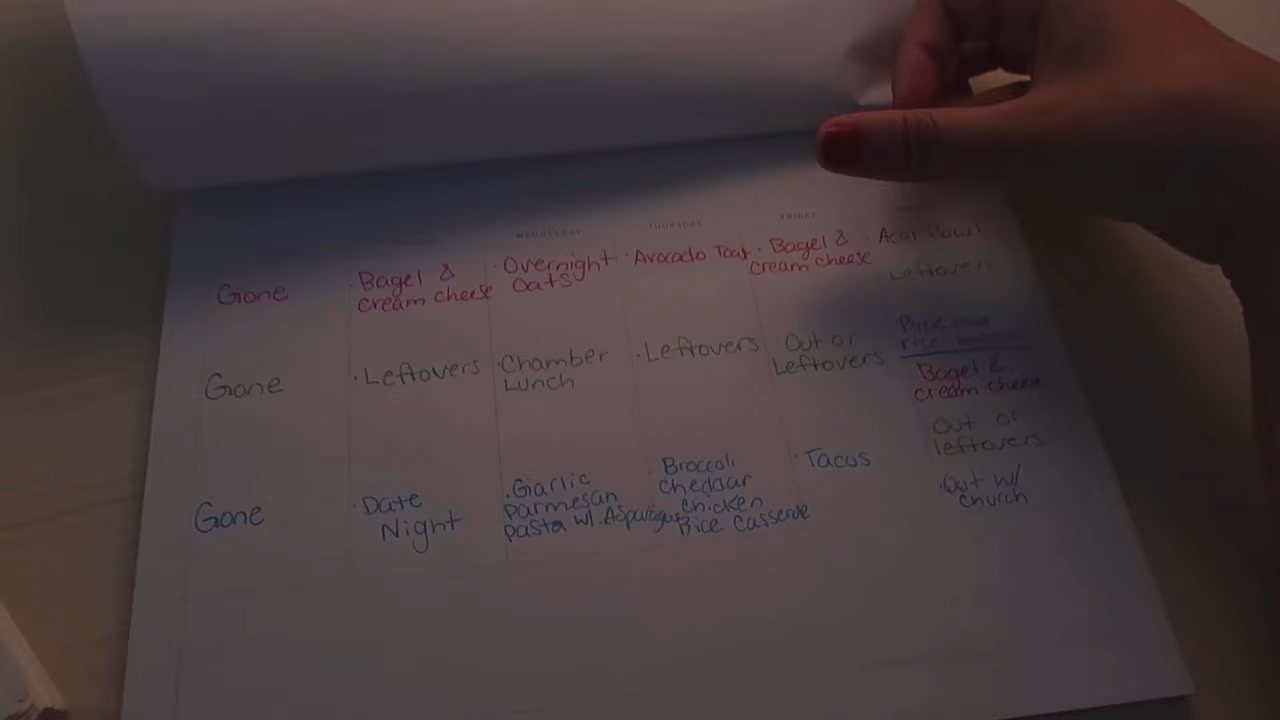 WEDNESDAY
THURSDAY
FRIDAY
Gone
· Bagel &
cream cheese
· Overnight
Oats
· Avocado Toast
· Bagel &
cream cheese
Acai Bowl
Leftovers
Gone
· Leftovers
· Chamber
Lunch
· Leftovers
Out or
Leftovers
rice
Bagel &
cream cheese
Out or
leftovers
Gone
· Date
Night
· Garlic
parmesan
pasta w/ Asparagus
Broccoli
cheddar
chicken
Rice Casserole
· Tacos
· Out w/
church